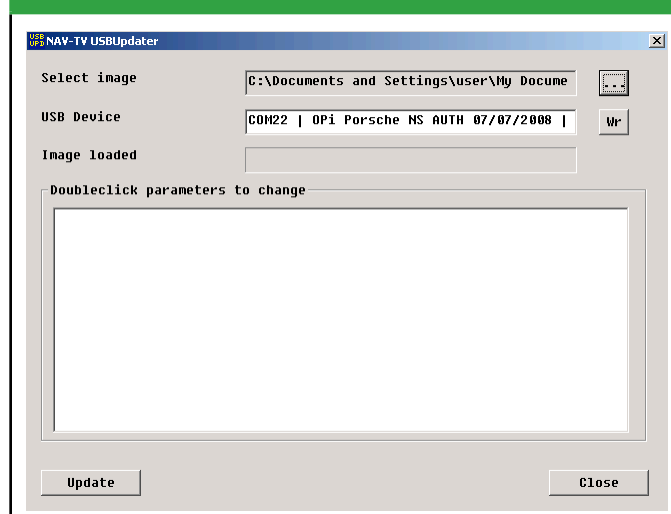 USB UPD NAV-TV USBUpdater
Select image C:\Documents and Settings\user\My Docume ...
USB Device COM22 | OPi Porsche NS AUTH 07/07/2008 | Wr
Image loaded
Doubleclick parameters to change
Update Close